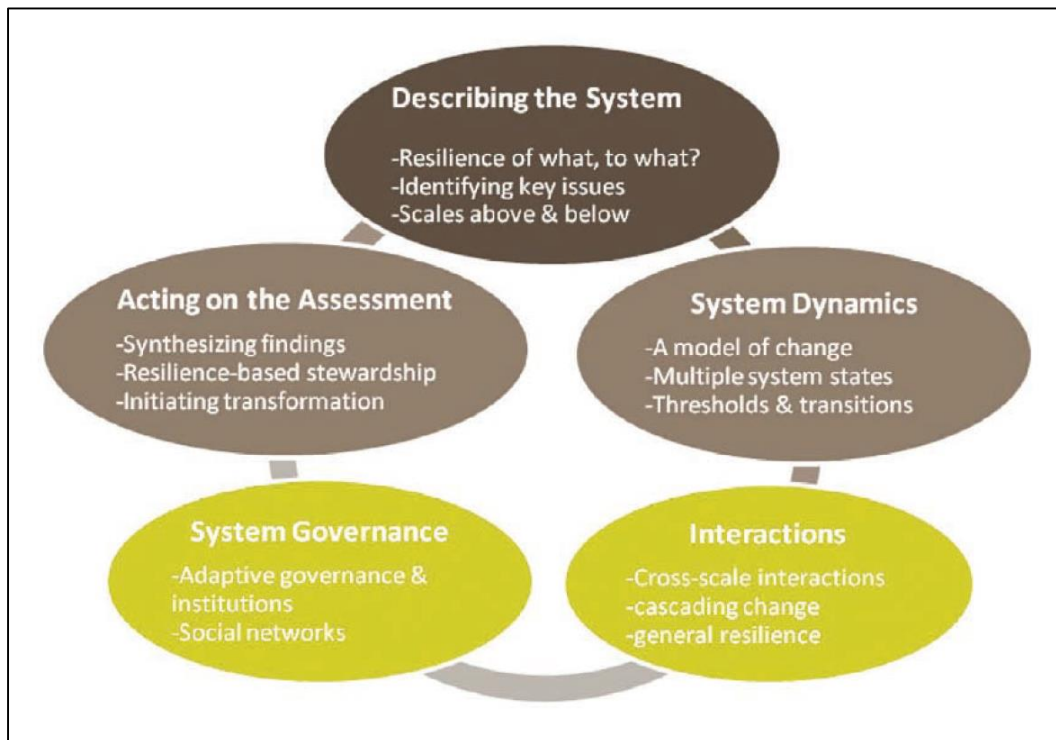 Describing the System
-Resilience of what, to what?
-Identifying key issues
-Scales above & below
Acting on the Assessment
-Synthesizing findings
-Resilience-based stewardship
-Initiating transformation
System Dynamics
-A model of change
-Multiple system states
-Thresholds & transitions
System Governance
-Adaptive governance &
institutions
-Social networks
Interactions
-Cross-scale interactions
-cascading change
-general resilience